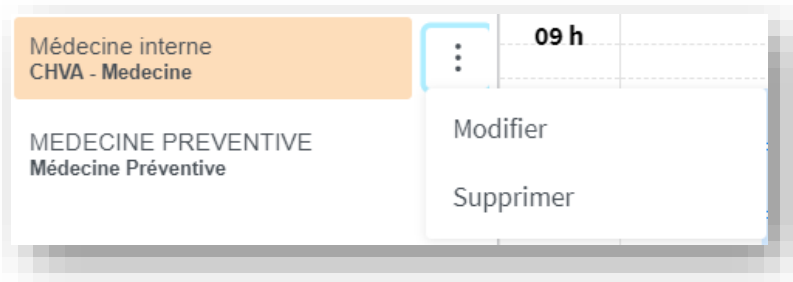 Médecine interne
CHVA - Medecine
09 h
MEDECINE PREVENTIVE
Médecine Préventive
Modifier
Supprimer